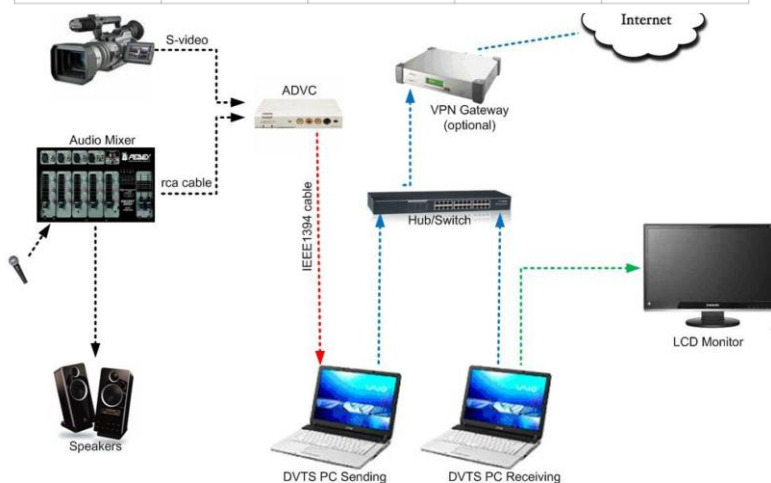 Internet
S-video
ADVC
VPN Gateway
(optional)
Audio Mixer
PEAVEY
rca cable
IEEE1394 cable
Hub/Switch
LCD Monitor
Speakers
DVTS PC Sending
DVTS PC Receiving